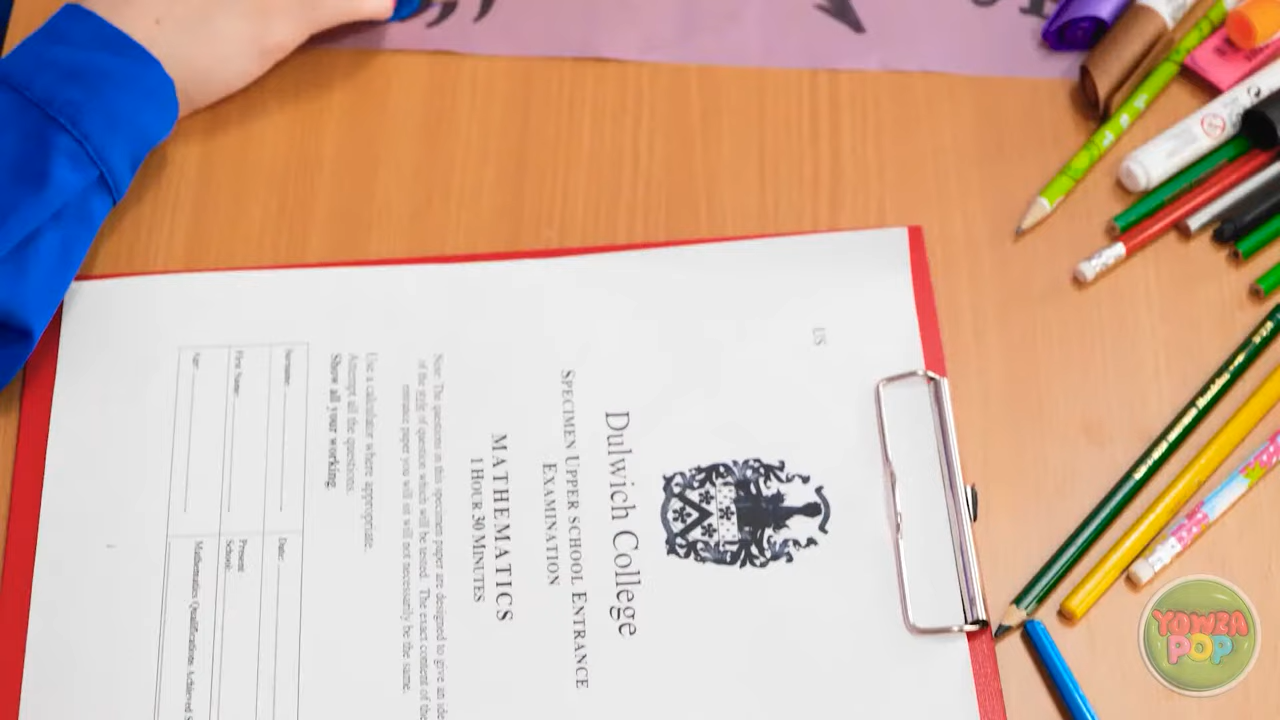 US
Dulwich College
SPECIMEN UPPER SCHOOL ENTRANCE
EXAMINATION
MATHEMATICS
1 HOUR 30 MINUTES
Note: The questions in this specimen paper are designed to give an
of the style of question which will be tested. The exact content of the
entrance paper you will sit will not necessarily be the same.
Use a calculator where appropriate.
Attempt all the questions.
Show all your working.
Surname: Date:
First Name: Present
School:
Age: Mathematics Qualifications Achieved
YOWZA
POP